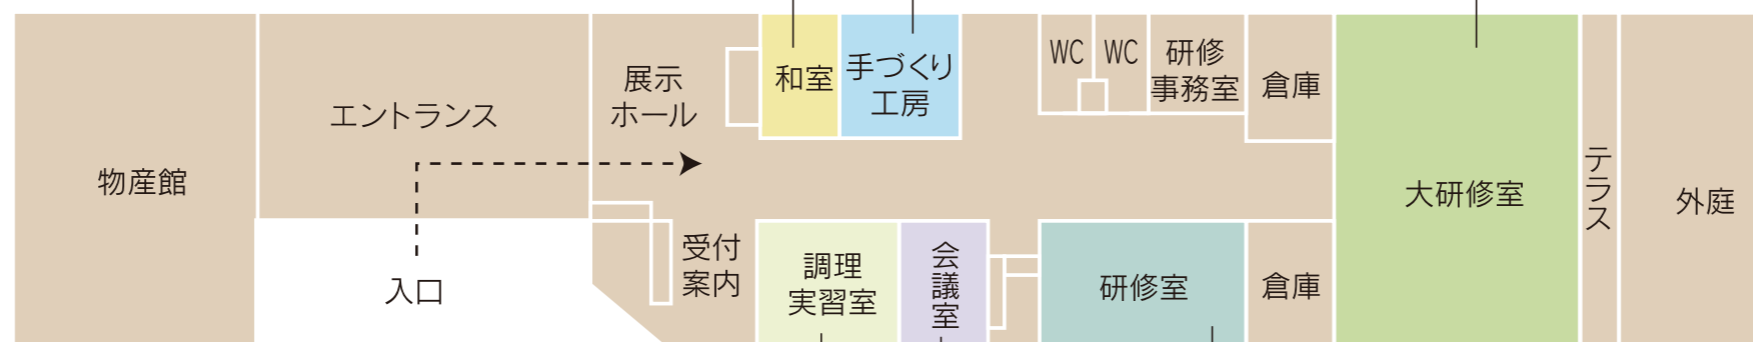 物産館
エントランス
入口
展示
ホール
受付
案内
和室
手づくり
工房
調理
実習室
会議室
WC
WC
研修
事務室
倉庫
研修室
倉庫
大研修室
テラス
外庭